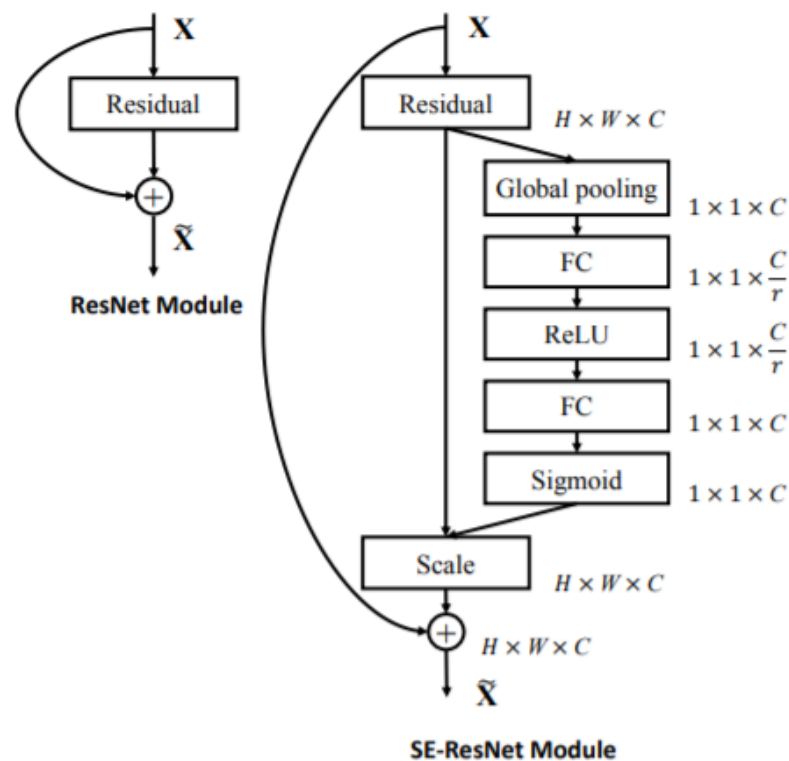 X
Residual
+
X̃
ResNet Module
X
Residual
H × W × C
Global pooling
1 × 1 × C
FC
1 × 1 × C/r
ReLU
1 × 1 × C/r
FC
1 × 1 × C
Sigmoid
1 × 1 × C
Scale
H × W × C
+
H × W × C
X̃
SE-ResNet Module